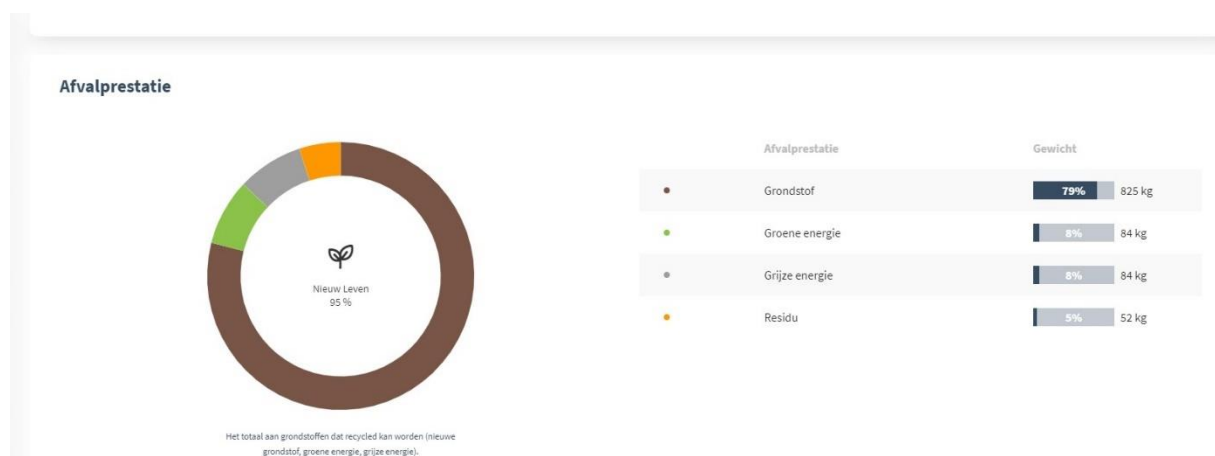 Afvalprestatie
Nieuw Leven
95 %
Het totaal aan grondstoffen dat recycled kan worden (nieuwe
grondstof, groene energie, grijze energie).
Afvalprestatie Gewicht
Grondstof 79% 825 kg
Groene energie 8% 84 kg
Grijze energie 8% 84 kg
Residu 5% 52 kg